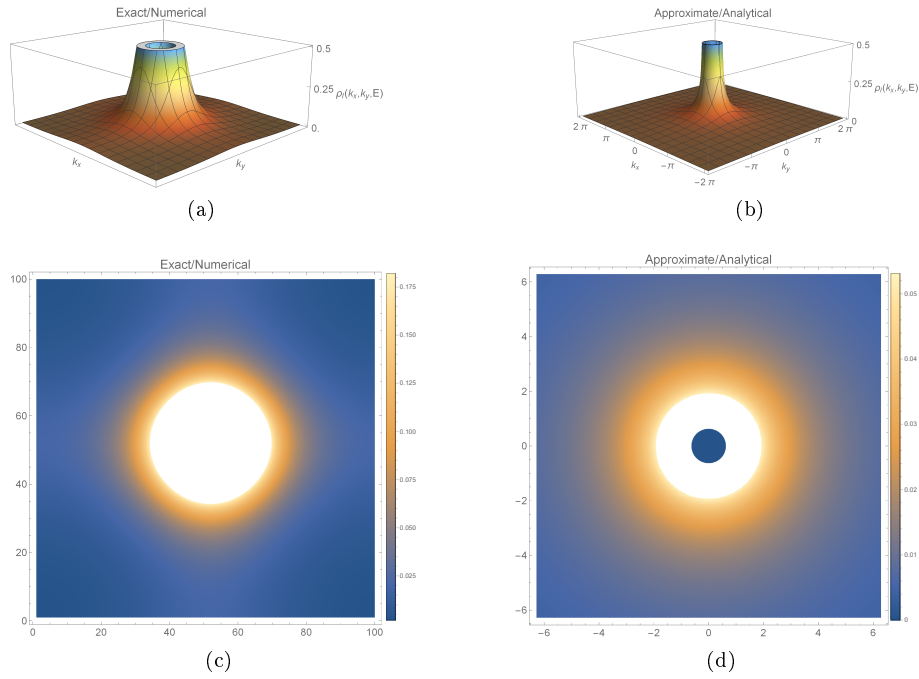 Exact/Numerical
0.5
0.25
ρl(kx,ky,E)
0.
kx
ky
(a)
Approximate/Analytical
0.5
0.25
ρl(kx,ky,E)
0
2 π
π
0
-π
-2 π
kx
2 π
π
0
-π
ky
(b)
Exact/Numerical
100
80
60
40
20
0
0 20 40 60 80 100
0.175
0.150
0.125
0.100
0.075
0.050
0.025
(c)
Approximate/Analytical
6
4
2
0
-2
-4
-6
-6 -4 -2 0 2 4 6
0.05
0.04
0.03
0.02
0.01
0
(d)